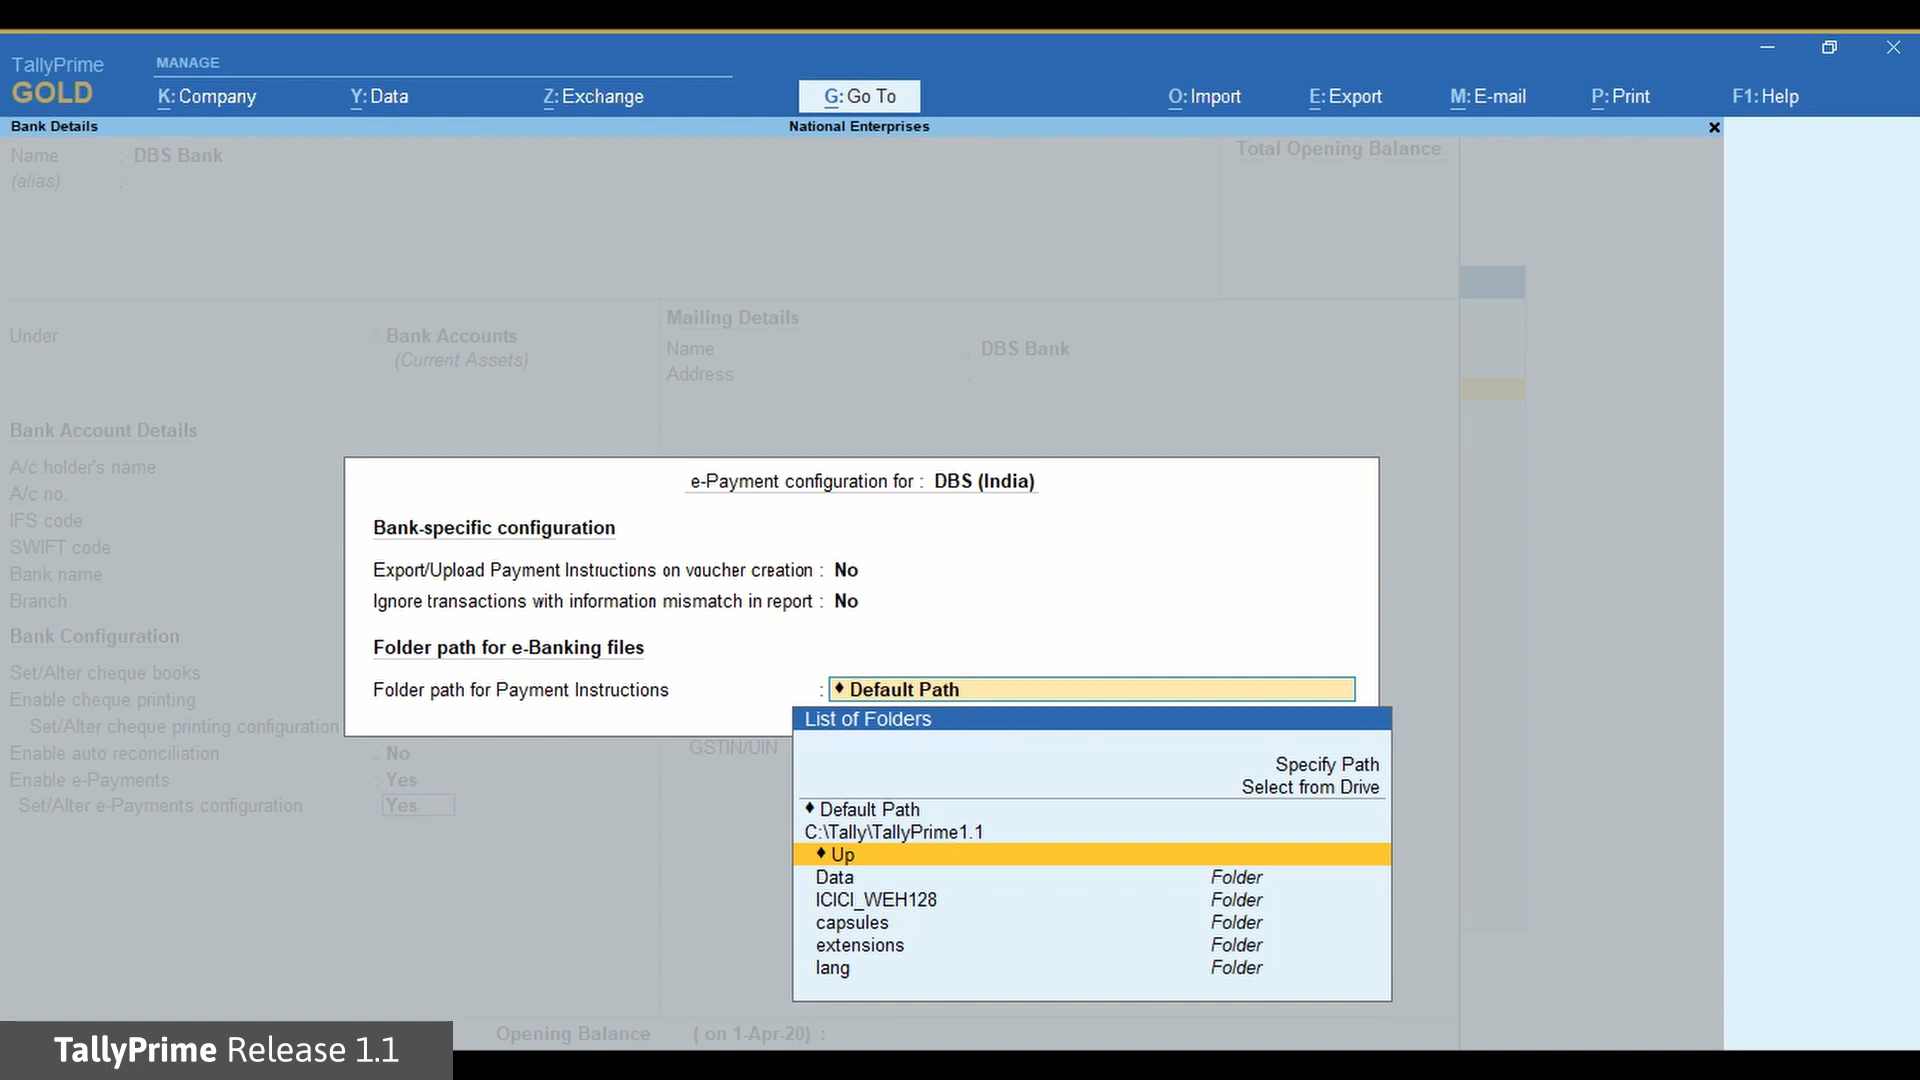 TallyPrime
GOLD
MANAGE
K: Company
Y: Data
Z: Exchange
G: Go To
O: Import
E: Export
M: E-mail
P: Print
F1: Help
Bank Details
National Enterprises
Name : DBS Bank
(alias) :
Total Opening Balance
Under : Bank Accounts
(Current Assets)
Mailing Details
Name : DBS Bank
Address :
Bank Account Details
A/c holder's name
A/c no.
IFS code
SWIFT code
Bank name
Branch
Bank Configuration
Set/Alter cheque books
Enable cheque printing
Set/Alter cheque printing configuration
Enable auto reconciliation : No
Enable e-Payments : Yes
Set/Alter e-Payments configuration : Yes
GSTIN/UIN
e-Payment configuration for : DBS (India)
Bank-specific configuration
Export/Upload Payment Instructions on voucher creation : No
Ignore transactions with information mismatch in report : No
Folder path for e-Banking files
Folder path for Payment Instructions : ♦ Default Path
List of Folders
Specify Path
Select from Drive
♦ Default Path
C:\Tally\TallyPrime1.1
♦ Up
Data Folder
ICICI_WEH128 Folder
capsules Folder
extensions Folder
lang Folder
Opening Balance ( on 1-Apr-20) :
TallyPrime Release 1.1